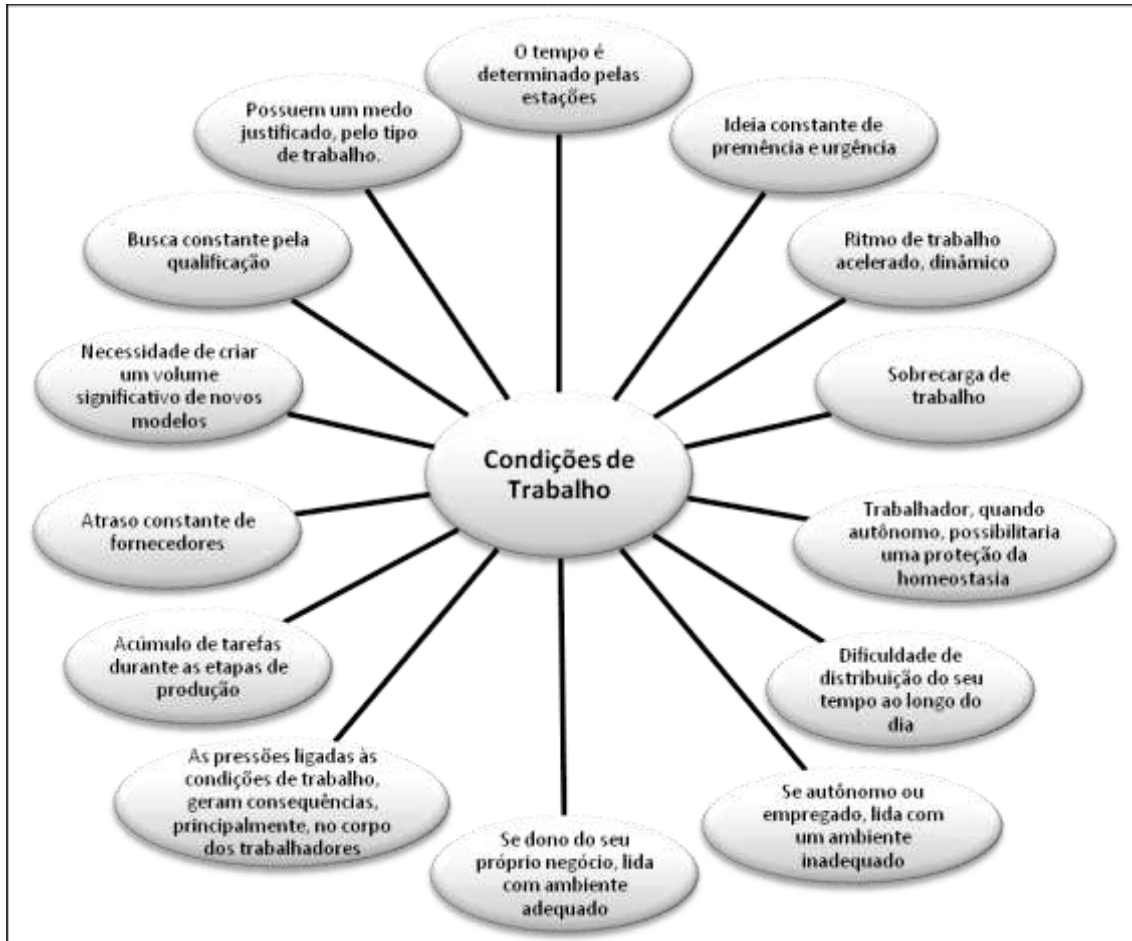 O tempo é
determinado pelas
estações
Ideia constante de
premência e urgência
Ritmo de trabalho
acelerado, dinâmico
Sobrecarga de
trabalho
Trabalhador, quando
autônomo, possibilitaria
uma proteção da
homeostasia
Dificuldade de
distribuição do seu
tempo ao longo do
dia
Se autônomo ou
empregado, lida com
um ambiente
inadequado
Se dono do seu
próprio negócio, lida
com ambiente
adequado
As pressões ligadas às
condições de trabalho,
geram consequências,
principalmente, no corpo
dos trabalhadores
Acúmulo de tarefas
durante as etapas de
produção
Atraso constante de
fornecedores
Necessidade de criar
um volume
significativo de novos
modelos
Busca constante pela
qualificação
Possuem um medo
justificado, pelo tipo
de trabalho.
Condições de
Trabalho